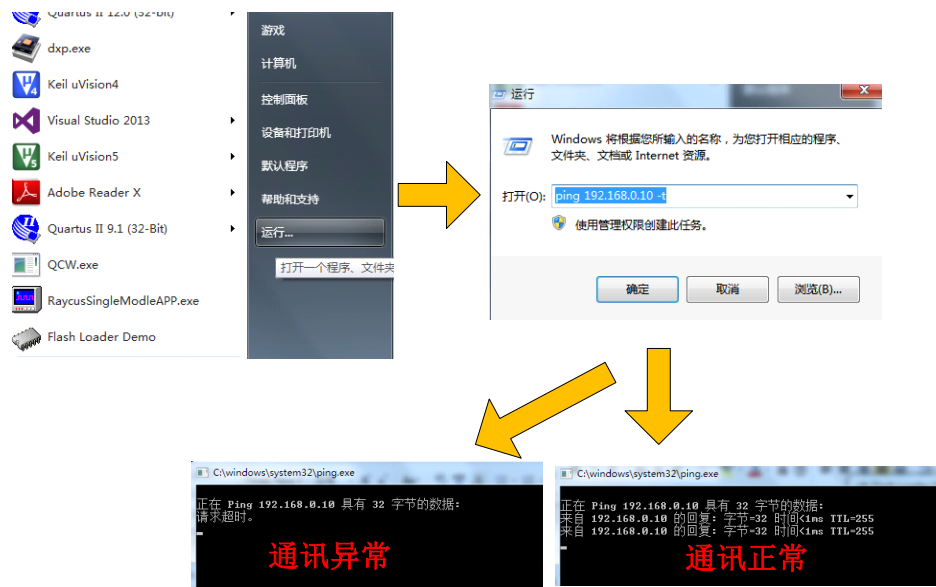 Quartus II 12.0 (32-bit)
dxp.exe
Keil uVision4
Visual Studio 2013
Keil uVision5
Adobe Reader X
Quartus II 9.1 (32-Bit)
QCW.exe
RaycusSingleModleAPP.exe
Flash Loader Demo
游戏
计算机
控制面板
设备和打印机
默认程序
帮助和支持
运行...
打开一个程序、文件夹
运行
Windows 将根据您所输入的名称，为您打开相应的程序、
文件夹、文档或 Internet 资源。
打开(O): ping 192.168.0.10 -t
使用管理权限创建此任务。
确定 取消 浏览(B)...
C:\windows\system32\ping.exe
正在 Ping 192.168.0.10 具有 32 字节的数据:
请求超时。
通讯异常
C:\windows\system32\ping.exe
正在 Ping 192.168.0.10 具有 32 字节的数据:
来自 192.168.0.10 的回复: 字节=32 时间<1ms TTL=255
来自 192.168.0.10 的回复: 字节=32 时间<1ms TTL=255
通讯正常